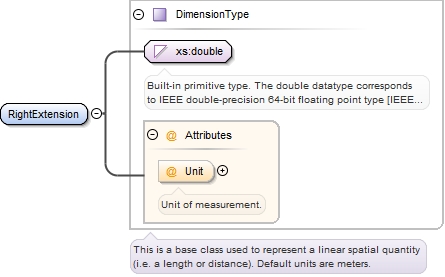 DimensionType
xs:double
Built-in primitive type. The double datatype corresponds
to IEEE double-precision 64-bit floating point type [IEEE...
RightExtension
@ Attributes
@ Unit
Unit of measurement.
This is a base class used to represent a linear spatial quantity
(i.e. a length or distance). Default units are meters.